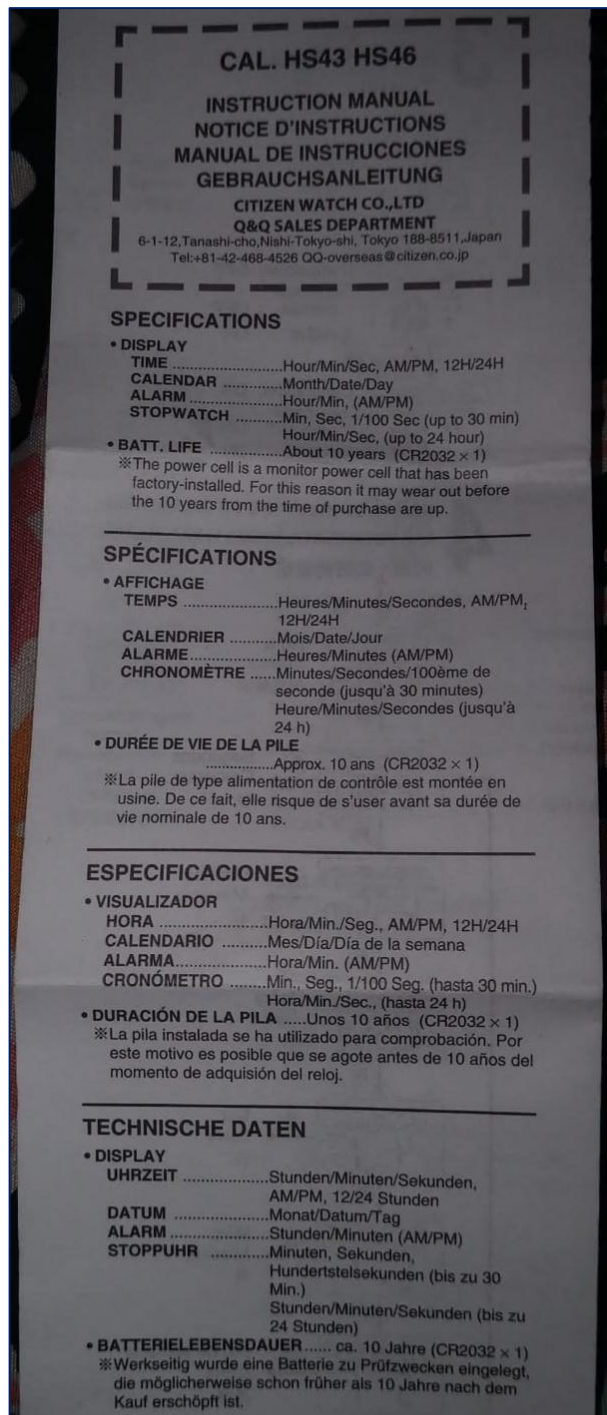 CAL. HS43 HS46
INSTRUCTION MANUAL
NOTICE D'INSTRUCTIONS
MANUAL DE INSTRUCCIONES
GEBRAUCHSANLEITUNG
CITIZEN WATCH CO.,LTD
Q&Q SALES DEPARTMENT
6-1-12,Tanashi-cho,Nishi-Tokyo-shi, Tokyo 188-8511,Japan
Tel:+81-42-468-4526 QQ-overseas@citizen.co.jp
SPECIFICATIONS
• DISPLAY
TIME ..........................Hour/Min/Sec, AM/PM, 12H/24H
CALENDAR ..............Month/Date/Day
ALARM ......................Hour/Min, (AM/PM)
STOPWATCH ............Min, Sec, 1/100 Sec (up to 30 min)
Hour/Min/Sec, (up to 24 hour)
• BATT. LIFE .................About 10 years (CR2032 × 1)
※The power cell is a monitor power cell that has been
factory-installed. For this reason it may wear out before
the 10 years from the time of purchase are up.
SPÉCIFICATIONS
• AFFICHAGE
TEMPS ......................Heures/Minutes/Secondes, AM/PM,
12H/24H
CALENDRIER ...........Mois/Date/Jour
ALARME.....................Heures/Minutes (AM/PM)
CHRONOMÈTRE ......Minutes/Secondes/100ème de
seconde (jusqu'à 30 minutes)
Heure/Minutes/Secondes (jusqu'à
24 h)
• DURÉE DE VIE DE LA PILE
................Approx. 10 ans (CR2032 × 1)
※La pile de type alimentation de contrôle est montée en
usine. De ce fait, elle risque de s'user avant sa durée de
vie nominale de 10 ans.
ESPECIFICACIONES
• VISUALIZADOR
HORA .........................Hora/Min./Seg., AM/PM, 12H/24H
CALENDARIO ..........Mes/Día/Día de la semana
ALARMA.....................Hora/Min. (AM/PM)
CRONÓMETRO ........Min., Seg., 1/100 Seg. (hasta 30 min.)
Hora/Min./Sec., (hasta 24 h)
• DURACIÓN DE LA PILA .....Unos 10 años (CR2032 × 1)
※La pila instalada se ha utilizado para comprobación. Por
este motivo es posible que se agote antes de 10 años del
momento de adquisión del reloj.
TECHNISCHE DATEN
• DISPLAY
UHRZEIT ...................Stunden/Minuten/Sekunden,
AM/PM, 12/24 Stunden
DATUM ......................Monat/Datum/Tag
ALARM.......................Stunden/Minuten (AM/PM)
STOPPUHR .............Minuten, Sekunden,
Hundertstelsekunden (bis zu 30
Min.)
Stunden/Minuten/Sekunden (bis zu
24 Stunden)
• BATTERIELEBENSDAUER...... ca. 10 Jahre (CR2032 × 1)
※Werkseitig wurde eine Batterie zu Prüfzwecken eingelegt,
die möglicherweise schon früher als 10 Jahre nach dem
Kauf erschöpft ist.